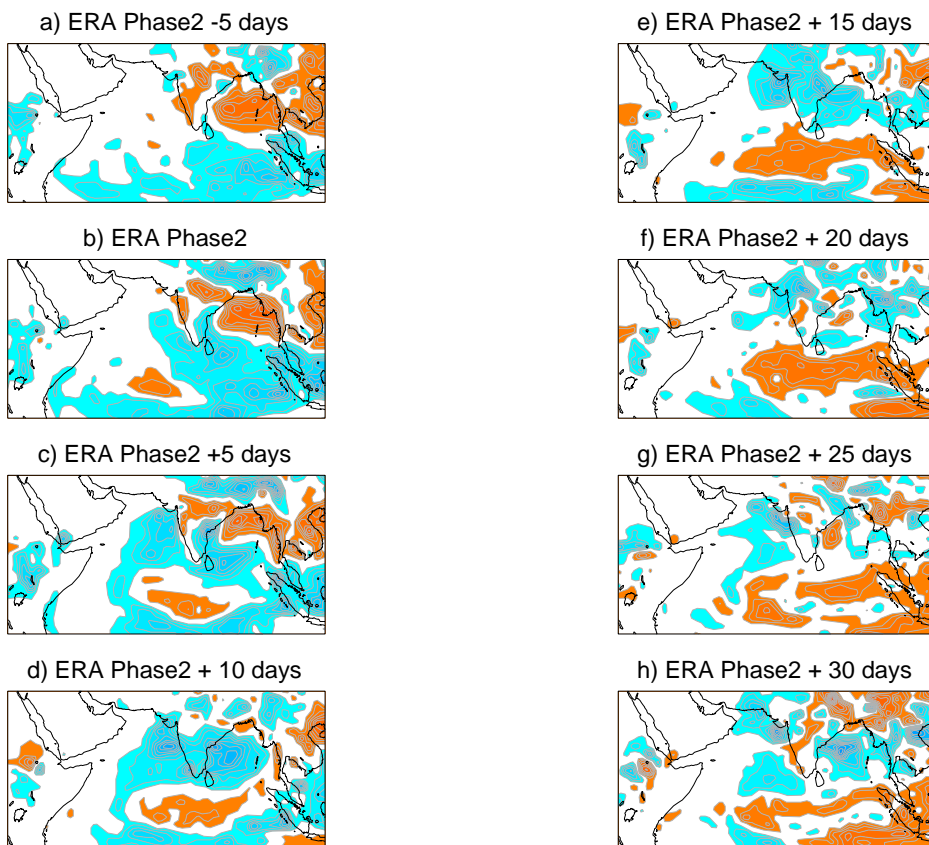 a) ERA Phase2 -5 days
b) ERA Phase2
c) ERA Phase2 +5 days
d) ERA Phase2 + 10 days
e) ERA Phase2 + 15 days
f) ERA Phase2 + 20 days
g) ERA Phase2 + 25 days
h) ERA Phase2 + 30 days